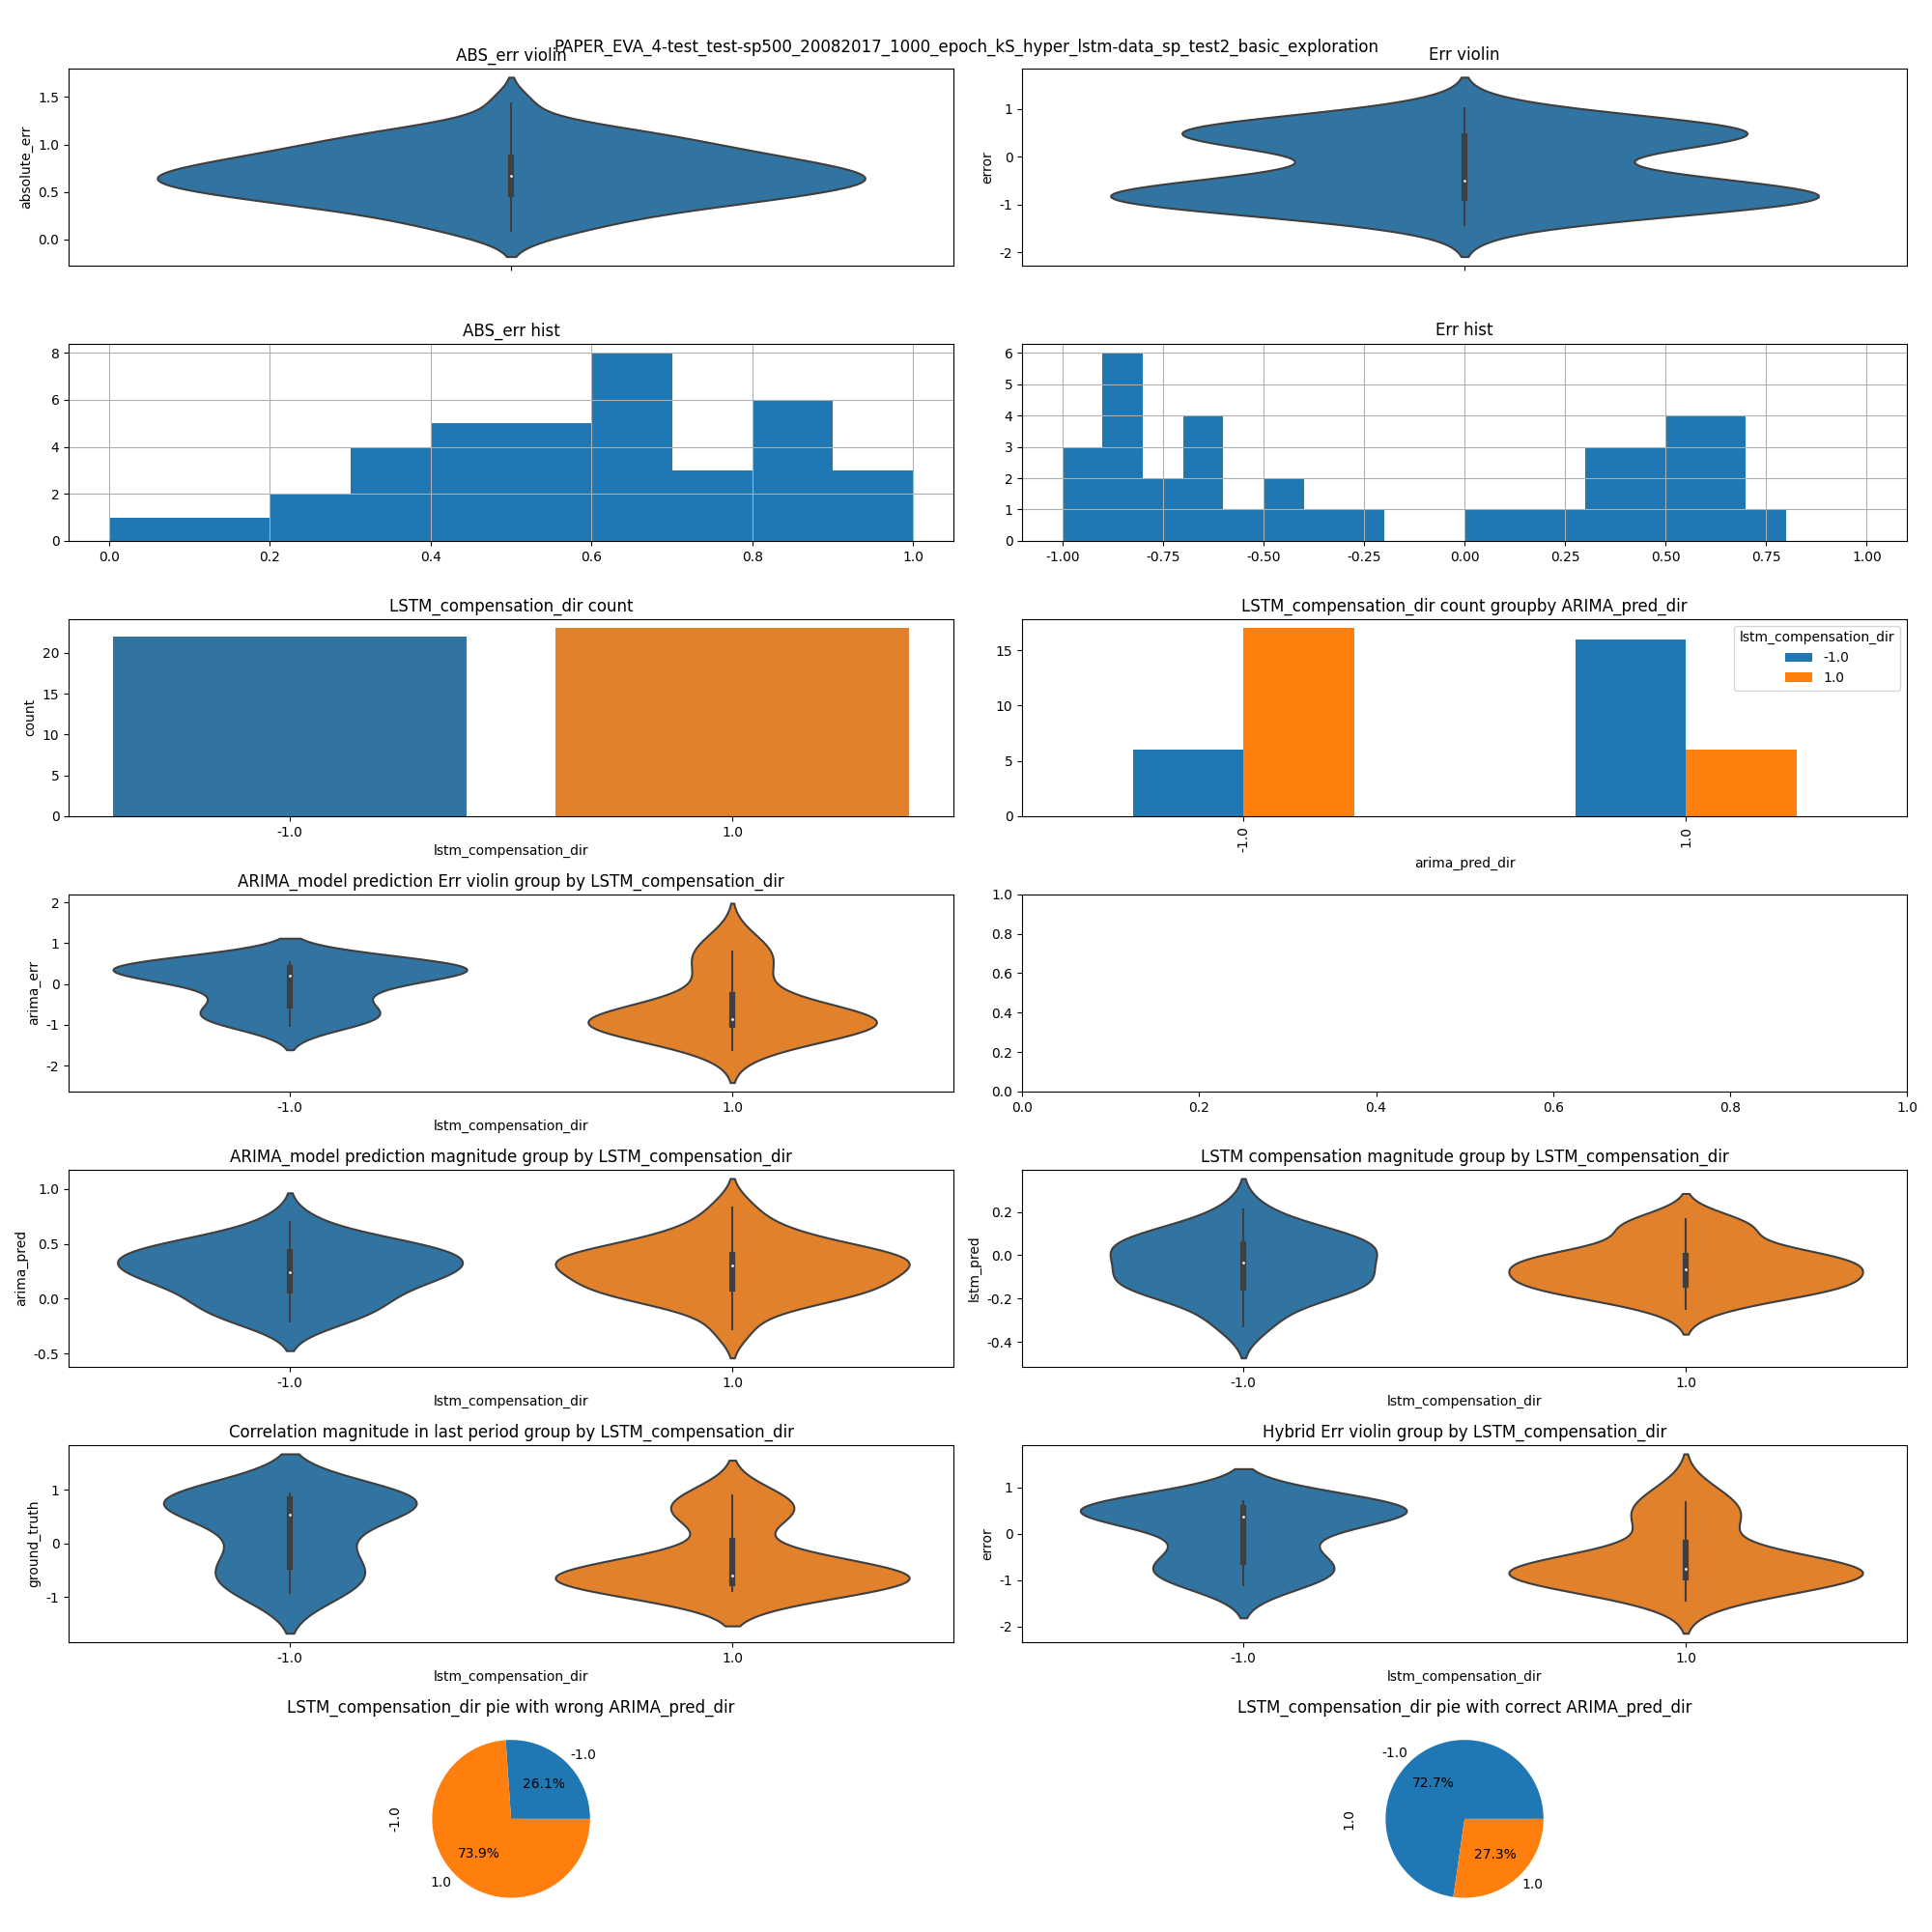 PAPER_EVA_4-test_test-sp500_20082017_1000_epoch_kS_hyper_lstm-data_sp_test2_basic_exploration
ABS_err violin
absolute_err
1.5
1.0
0.5
0.0
Err violin
error
1
0
-1
-2
ABS_err hist
8
6
4
2
0
0.0 0.2 0.4 0.6 0.8 1.0
Err hist
6
5
4
3
2
1
0
-1.00 -0.75 -0.50 -0.25 0.00 0.25 0.50 0.75 1.00
LSTM_compensation_dir count
count
20
15
10
5
0
-1.0 1.0
lstm_compensation_dir
LSTM_compensation_dir count groupby ARIMA_pred_dir
15
10
5
0
lstm_compensation_dir
-1.0
1.0
-1.0 1.0
arima_pred_dir
ARIMA_model prediction Err violin group by LSTM_compensation_dir
arima_err
2
1
0
-1
-2
-1.0 1.0
lstm_compensation_dir
1.0
0.8
0.6
0.4
0.2
0.0
0.0 0.2 0.4 0.6 0.8 1.0
ARIMA_model prediction magnitude group by LSTM_compensation_dir
arima_pred
1.0
0.5
0.0
-0.5
-1.0 1.0
lstm_compensation_dir
LSTM compensation magnitude group by LSTM_compensation_dir
lstm_pred
0.2
0.0
-0.2
-0.4
-1.0 1.0
lstm_compensation_dir
Correlation magnitude in last period group by LSTM_compensation_dir
ground_truth
1
0
-1
-1.0 1.0
lstm_compensation_dir
Hybrid Err violin group by LSTM_compensation_dir
error
1
0
-1
-2
-1.0 1.0
lstm_compensation_dir
LSTM_compensation_dir pie with wrong ARIMA_pred_dir
-1.0
-1.0
26.1%
73.9%
1.0
LSTM_compensation_dir pie with correct ARIMA_pred_dir
1.0
-1.0
72.7%
27.3%
1.0